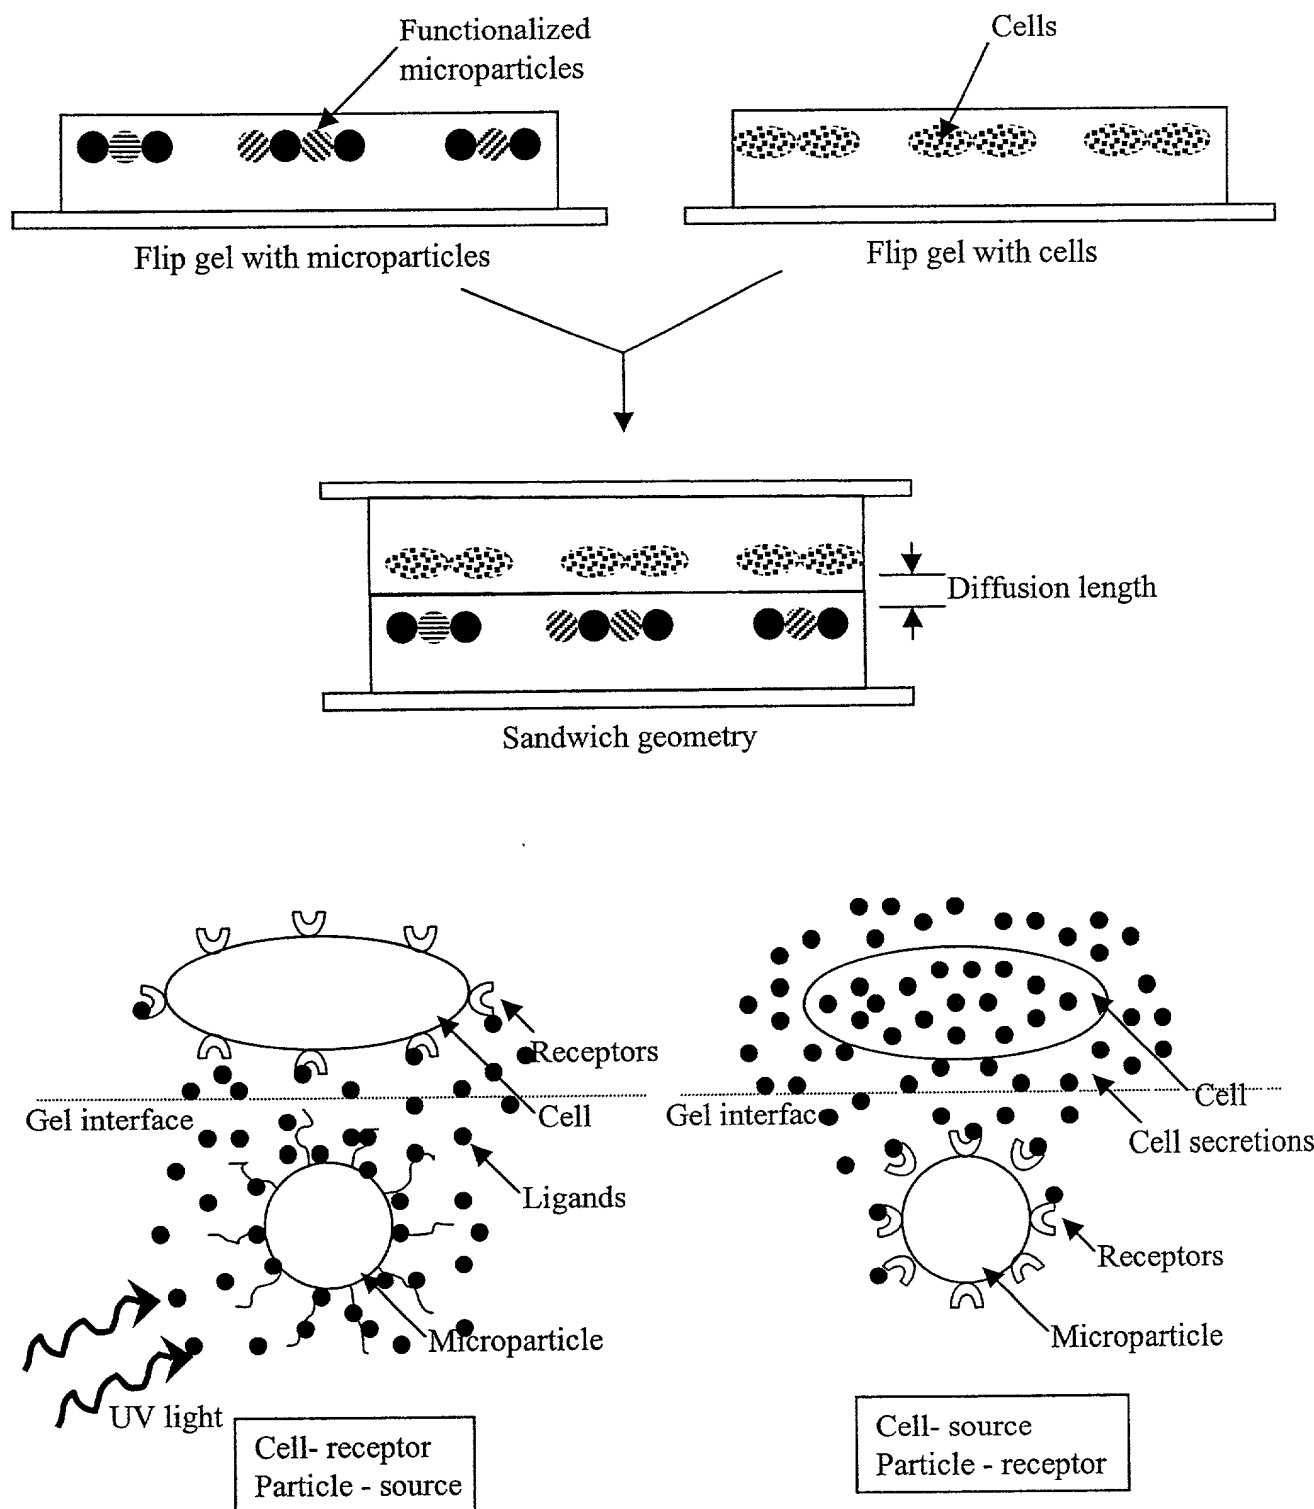 Functionalized
microparticles
Cells
Flip gel with microparticles
Flip gel with cells
Diffusion length
Sandwich geometry
Receptors
Gel interface
Cell
Ligands
Microparticle
UV light
Cell- receptor
Particle - source
Gel interface
Cell
Cell secretions
Receptors
Microparticle
Cell- source
Particle - receptor